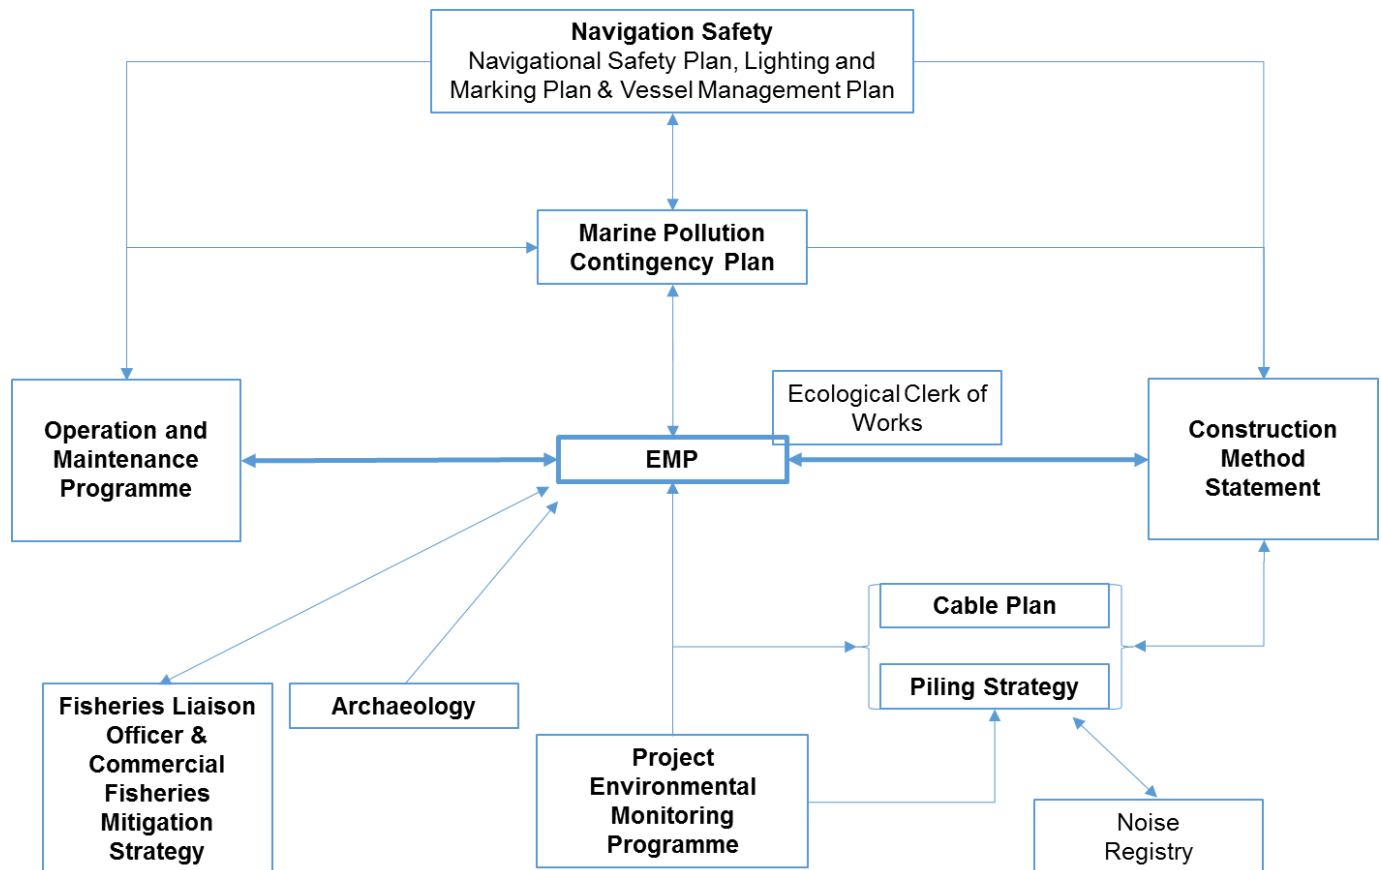 Navigation Safety
Navigational Safety Plan, Lighting and
Marking Plan & Vessel Management Plan
Marine Pollution
Contingency Plan
Ecological Clerk of
Works
Operation and
Maintenance
Programme
EMP
Construction
Method
Statement
Cable Plan
Piling Strategy
Fisheries Liaison
Officer &
Commercial
Fisheries
Mitigation
Strategy
Archaeology
Project
Environmental
Monitoring
Programme
Noise
Registry